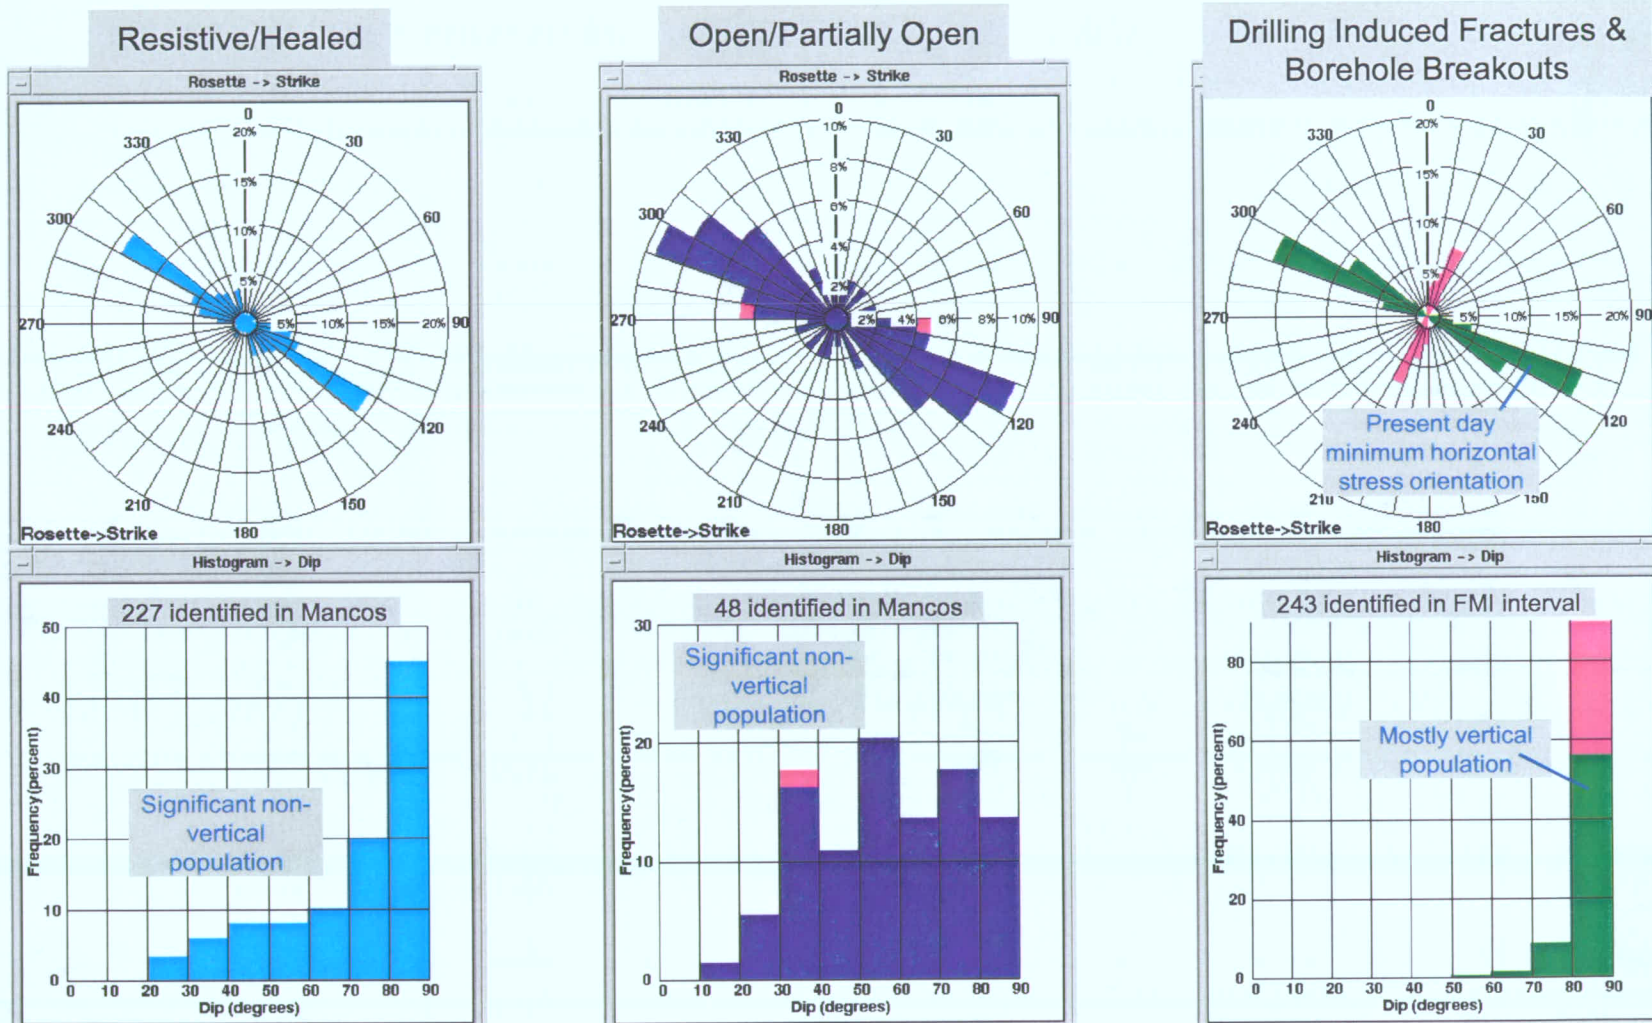 Resistive/Healed
Rosette -> Strike
0
20%
15%
10%
5%
30
60
90
120
150
180
210
240
270
300
330
5% 10% 15% 20%
Rosette->Strike
Histogram -> Dip
227 identified in Mancos
Significant non-
vertical
population
Frequency (percent)
50
40
30
20
10
0
0 10 20 30 40 50 60 70 80 90
Dip (degrees)
Open/Partially Open
Rosette -> Strike
0
10%
8%
6%
4%
2%
30
60
90
120
150
180
210
240
270
300
330
2% 4% 6% 8% 10%
Rosette->Strike
Histogram -> Dip
48 identified in Mancos
Significant non-
vertical
population
Frequency (percent)
30
20
10
0
0 10 20 30 40 50 60 70 80 90
Dip (degrees)
Drilling Induced Fractures &
Borehole Breakouts
0
20%
15%
10%
5%
30
60
90
120
150
180
210
240
270
300
330
5% 10% 15% 20%
Present day
minimum horizontal
stress orientation
Rosette->Strike
Histogram -> Dip
243 identified in FMI interval
Mostly vertical
population
Frequency (percent)
80
60
40
20
0
0 10 20 30 40 50 60 70 80 90
Dip (degrees)